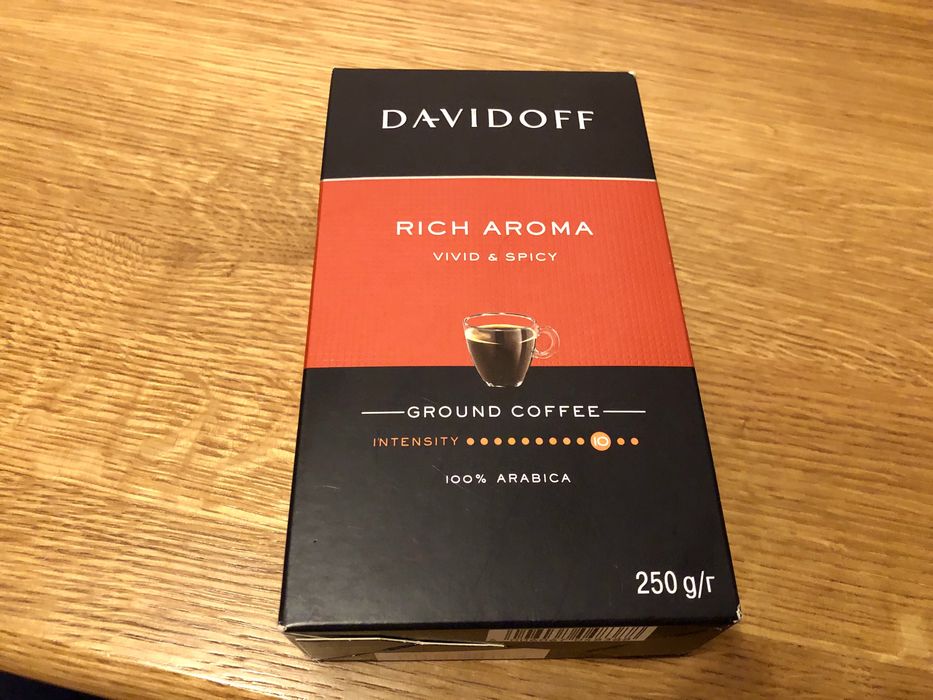 DAVIDOFF
RICH AROMA
VIVID & SPICY
GROUND COFFEE
INTENSITY 10
100% ARABICA
250 g/г